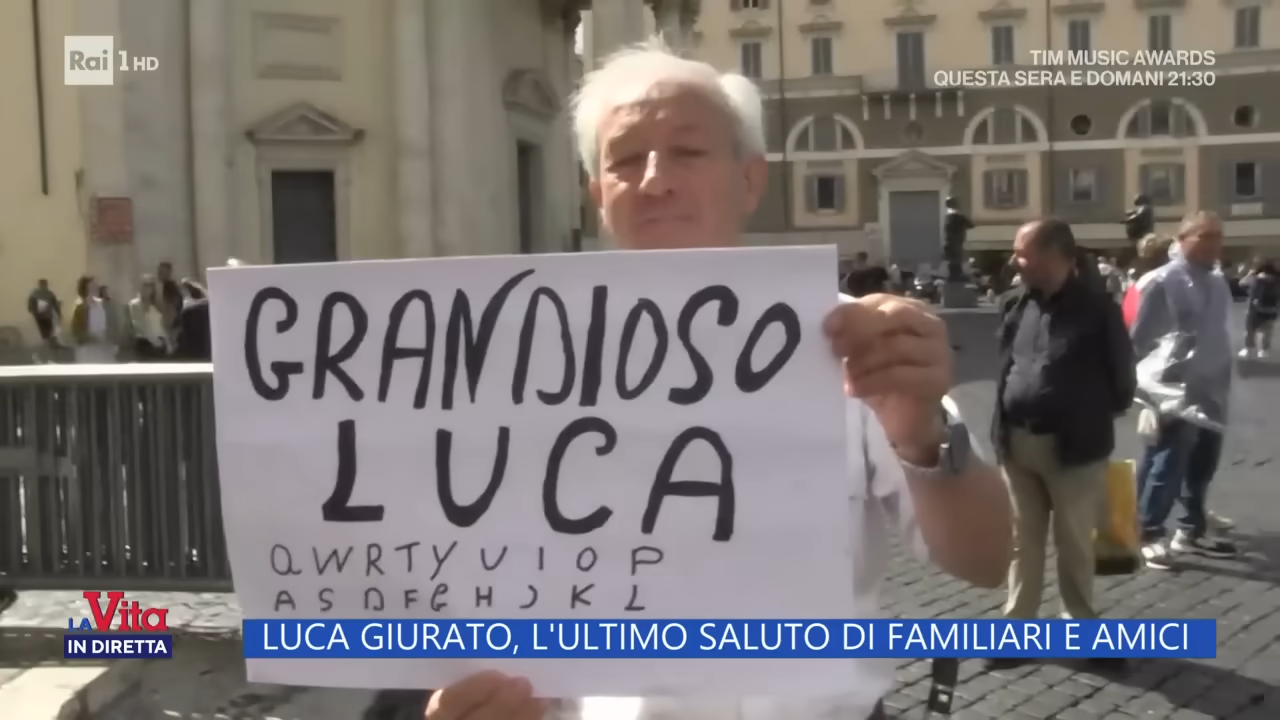 Rai 1 HD
TIM MUSIC AWARDS
QUESTA SERA E DOMANI 21:30
GRANDIOSO
LUCA
QWRTYUIOP
ASDFGHJKL
LA Vita
IN DIRETTA
LUCA GIURATO, L'ULTIMO SALUTO DI FAMILIARI E AMICI